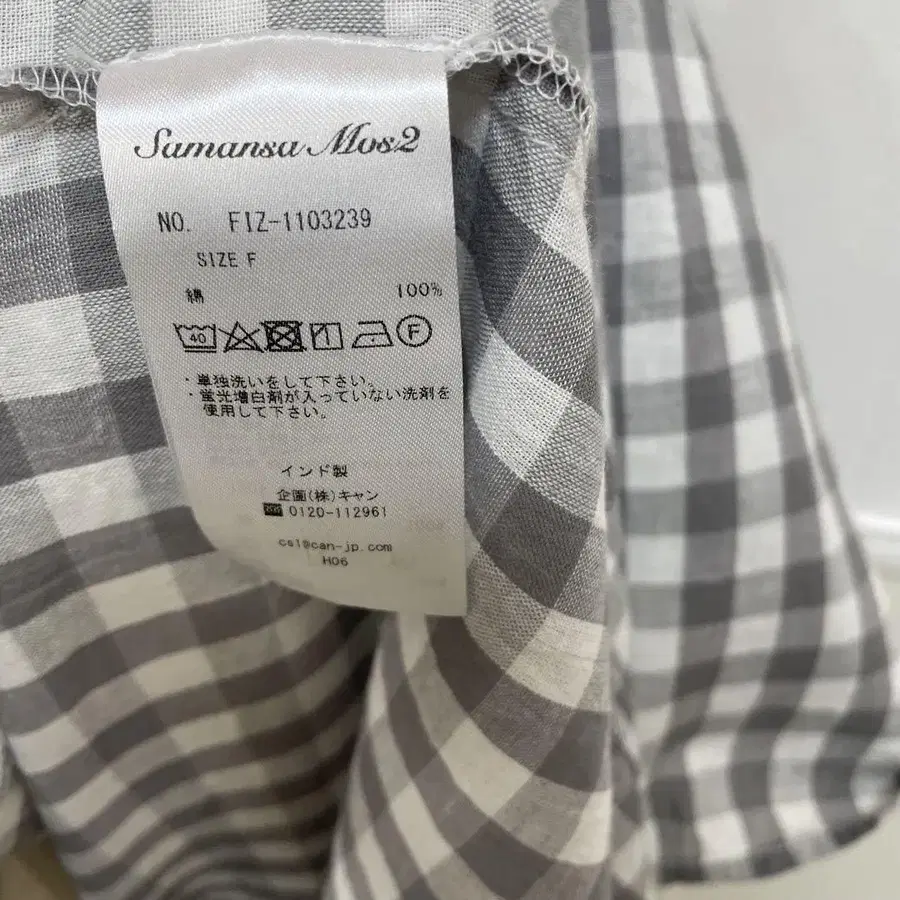 Samansa Mos2
NO. FIZ-1103239
SIZE F
綿 100%
40 F
・単独洗いをして下さい。
・蛍光増白剤が入っていない洗剤を
使用して下さい。
インド製
企画(株)キャン
0120-112961
cs1@can-jp.com
H06